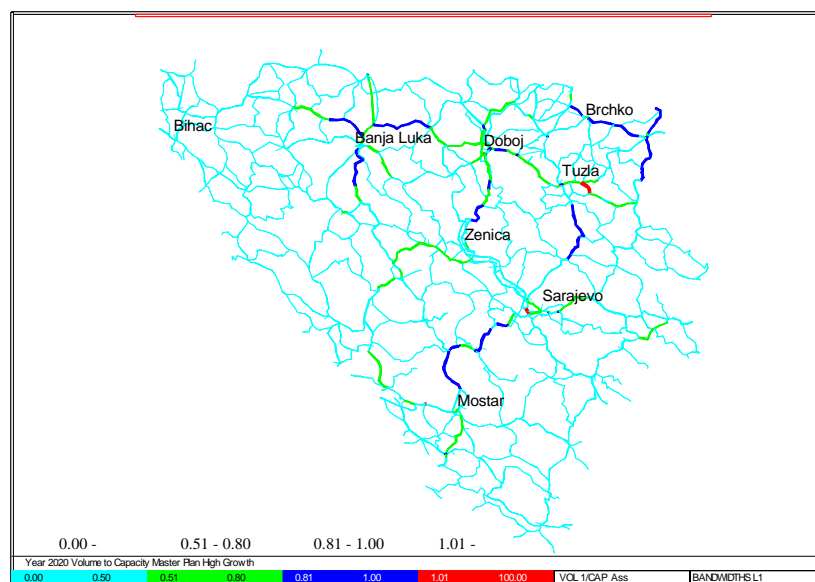 Brchko
Bihac
Banja Luka
Doboj
Tuzla
Zenica
Sarajevo
Mostar
0.00 - 0.51 - 0.80 0.81 - 1.00 1.01 -
Year 2020 Volume to Capacity Master Plan High Growth
0.00 0.50 0.51 0.80 0.81 1.00 1.01 100.00 VOL 1/CAP Ass BANDWIDTHS L1